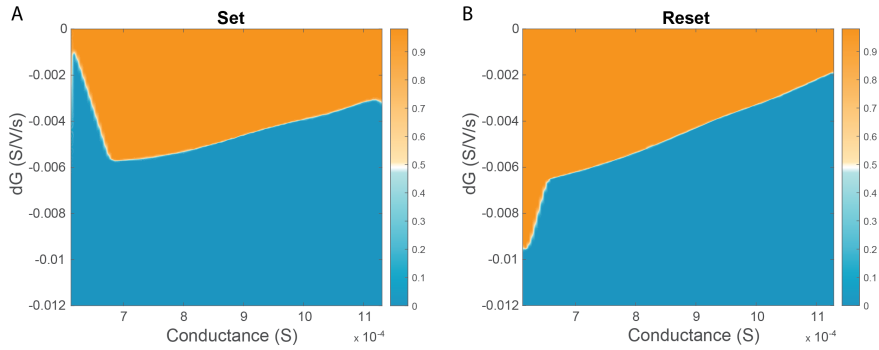 A
Set
0
-0.002
-0.004
-0.006
-0.008
-0.01
-0.012
dG (S/V/s)
7 8 9 10 11
Conductance (S)
x 10-4
0.9
0.8
0.7
0.6
0.5
0.4
0.3
0.2
0.1
0
B
Reset
0
-0.002
-0.004
-0.006
-0.008
-0.01
-0.012
dG (S/V/s)
7 8 9 10 11
Conductance (S)
x 10-4
0.9
0.8
0.7
0.6
0.5
0.4
0.3
0.2
0.1
0